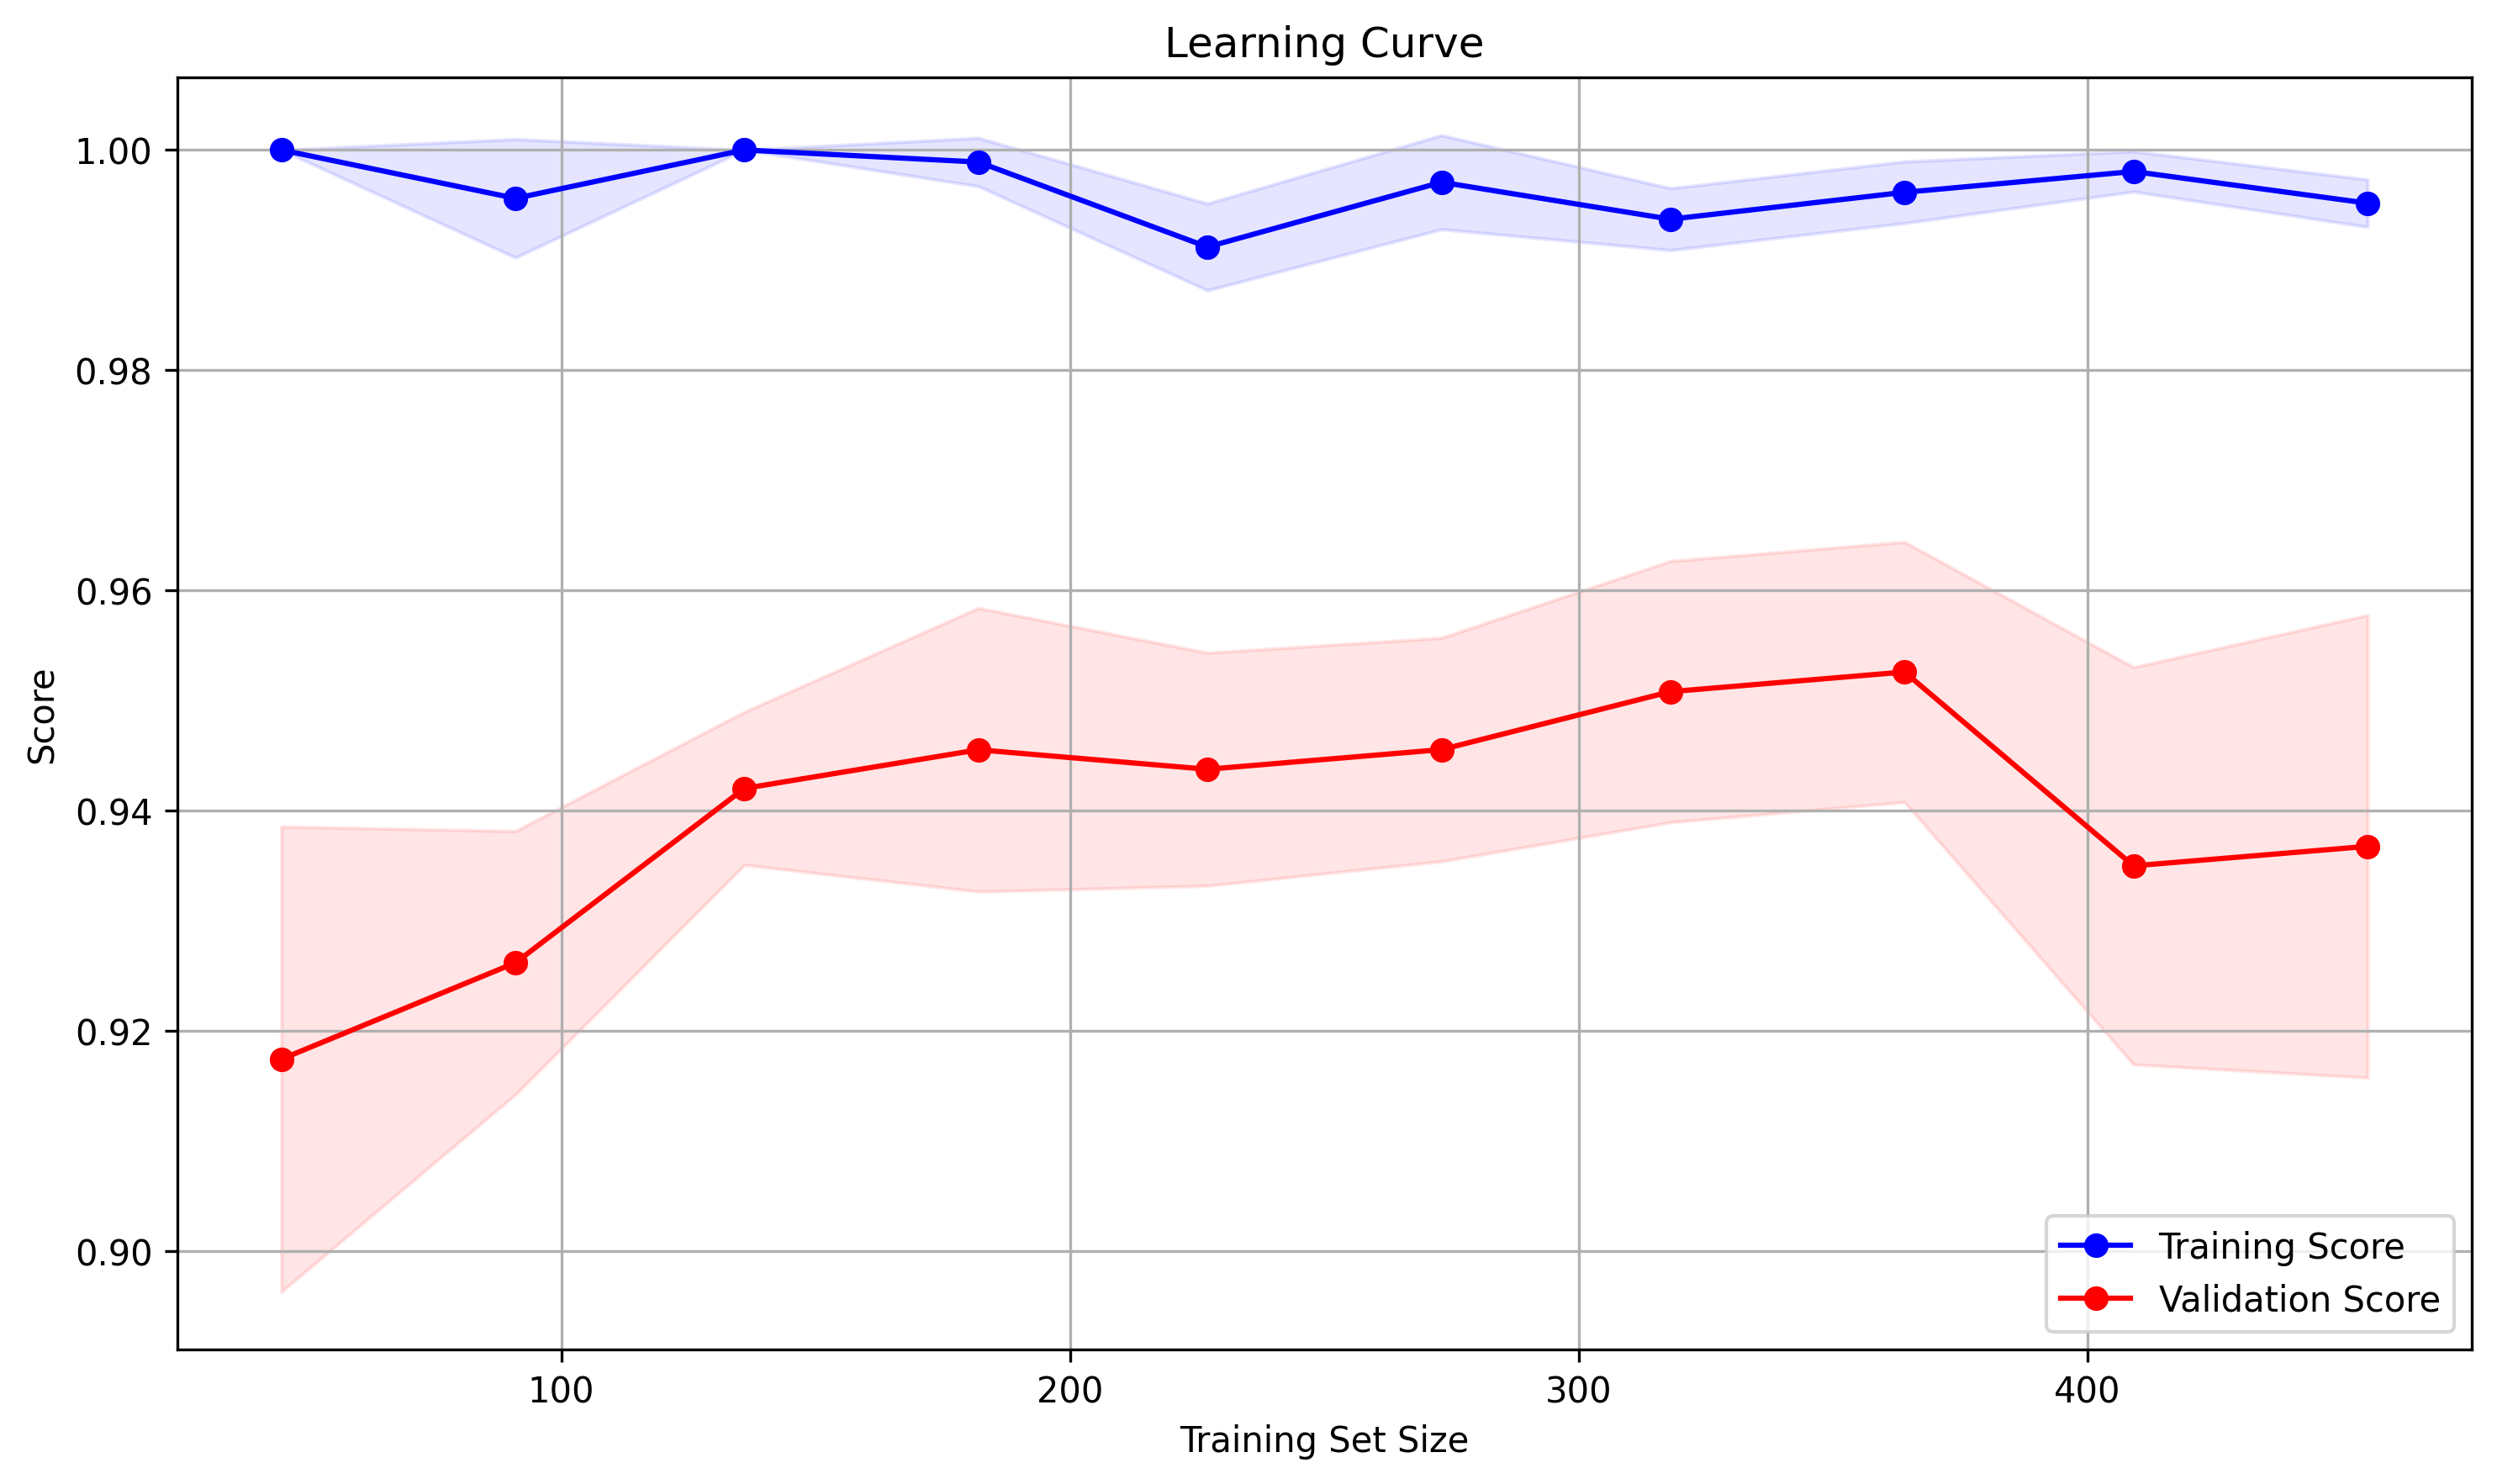 Learning Curve
Score
1.00
0.98
0.96
0.94
0.92
0.90
100 200 300 400
Training Set Size
Training Score
Validation Score